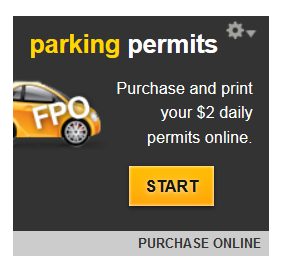 parking permits
FPO
Purchase and print
your $2 daily
permits online.
START
PURCHASE ONLINE